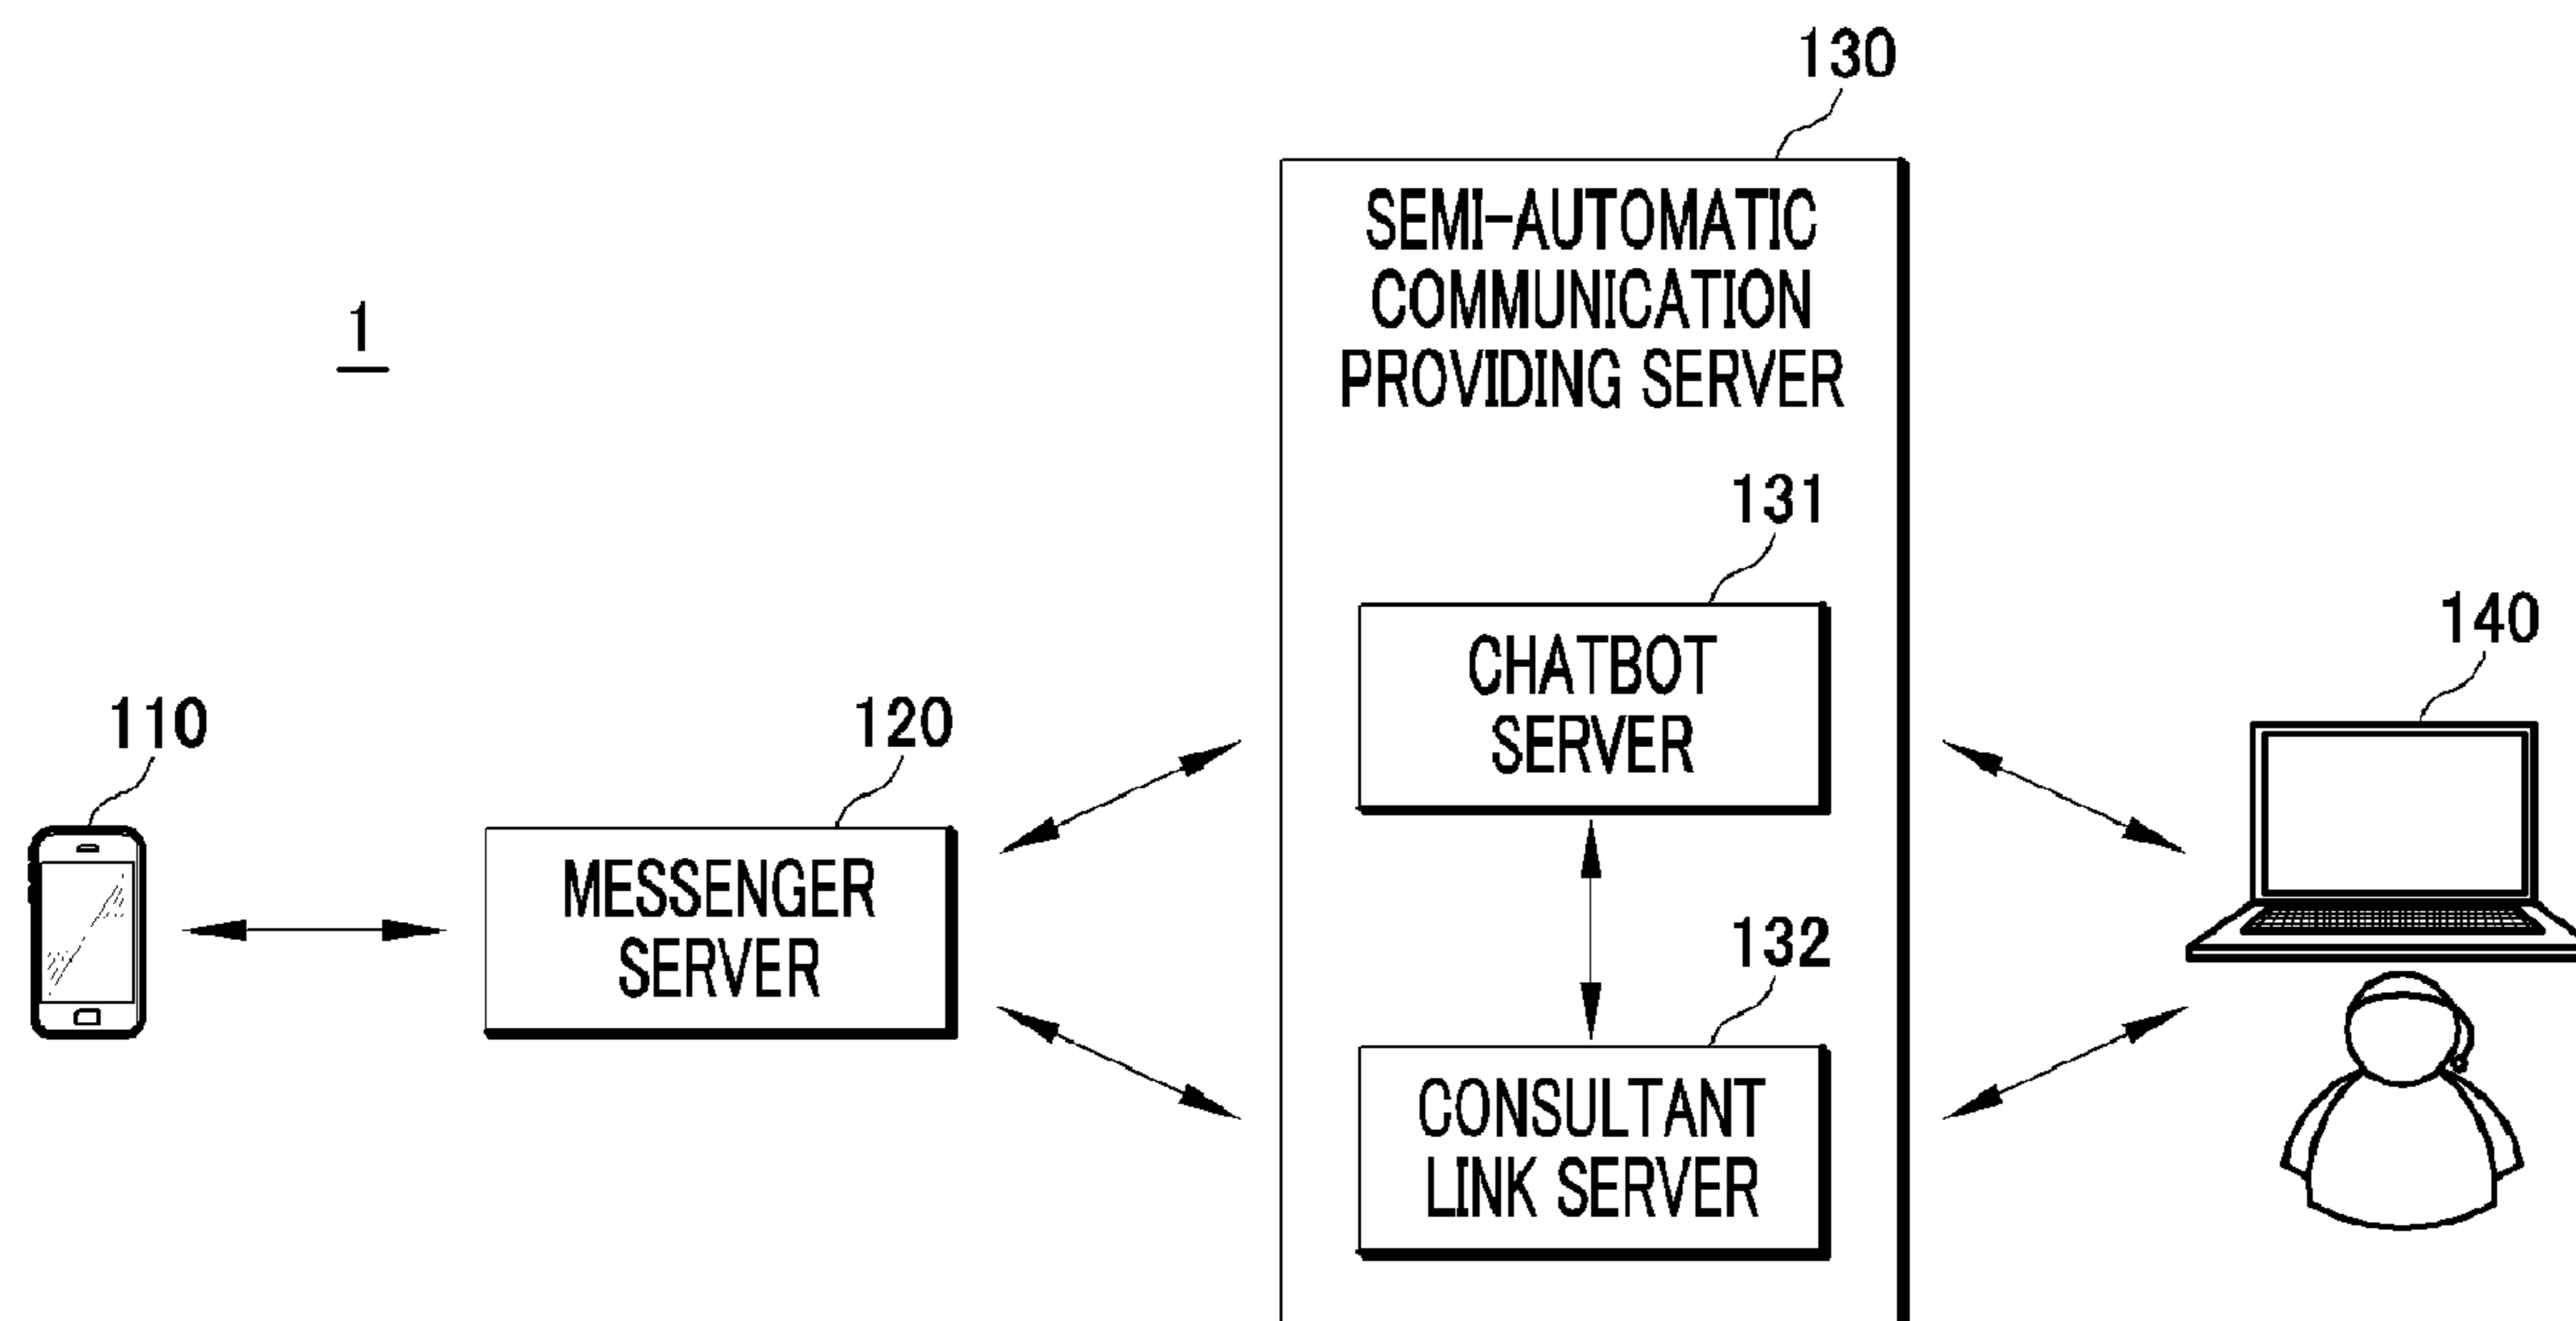 130
SEMI-AUTOMATIC
COMMUNICATION
PROVIDING SERVER
1
131
CHATBOT
SERVER
140
110
120
MESSENGER
SERVER
132
CONSULTANT
LINK SERVER